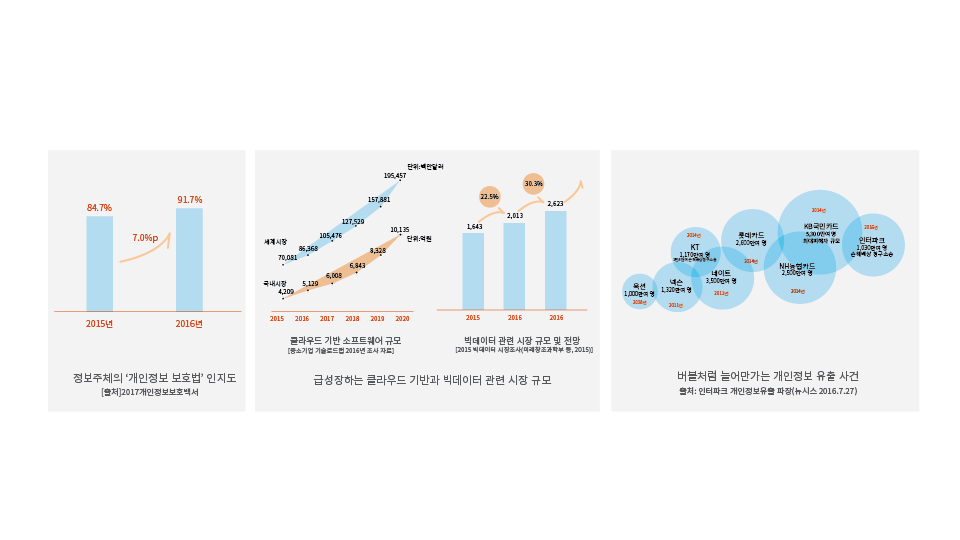 84.7%
91.7%
7.0%p
2015년
2016년
정보주체의 '개인정보 보호법' 인지도
[출처]2017개인정보보호백서
단위:백만달러
195,457
157,881
127,529
105,476
86,368
70,081
세계시장
10,135
단위:억원
8,328
6,843
6,008
5,129
4,209
국내시장
2015 2016 2017 2018 2019 2020
클라우드 기반 소프트웨어 규모
[중소기업 기술로드맵 2016년 조사 자료]
22.5%
30.3%
1,643
2,013
2,623
2015 2016 2016
빅데이터 관련 시장 규모 및 전망
[2015 빅데이터 시장조사(미래창조과학부 등, 2015)]
급성장하는 클라우드 기반과 빅데이터 관련 시장 규모
옥션
1,000만여 명
2008년
넥슨
1,320만여 명
2011년
2014년
KT
1,170만여 명
네이트
3,500만여 명
2011년
롯데카드
2,600만여 명
2014년
2014년
KB국민카드
5,300만여 명
최대피해자 규모
NH농협카드
2,500만여 명
2014년
2016년
인터파크
1,030만여 명
손해배상 청구소송
버블처럼 늘어만가는 개인정보 유출 사건
출처: 인터파크 개인정보유출 파장(뉴시스 2016.7.27)